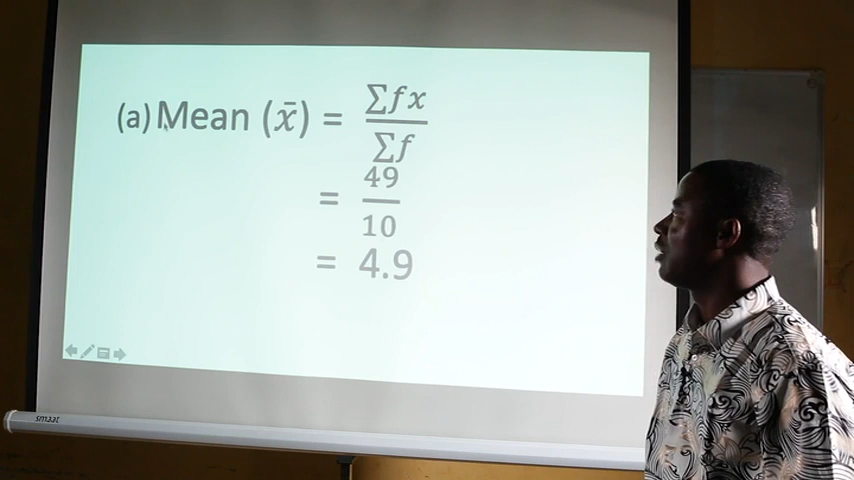 (a) Mean (x̄) = ∑fx / ∑f
= 49 / 10
= 4.9
smaat